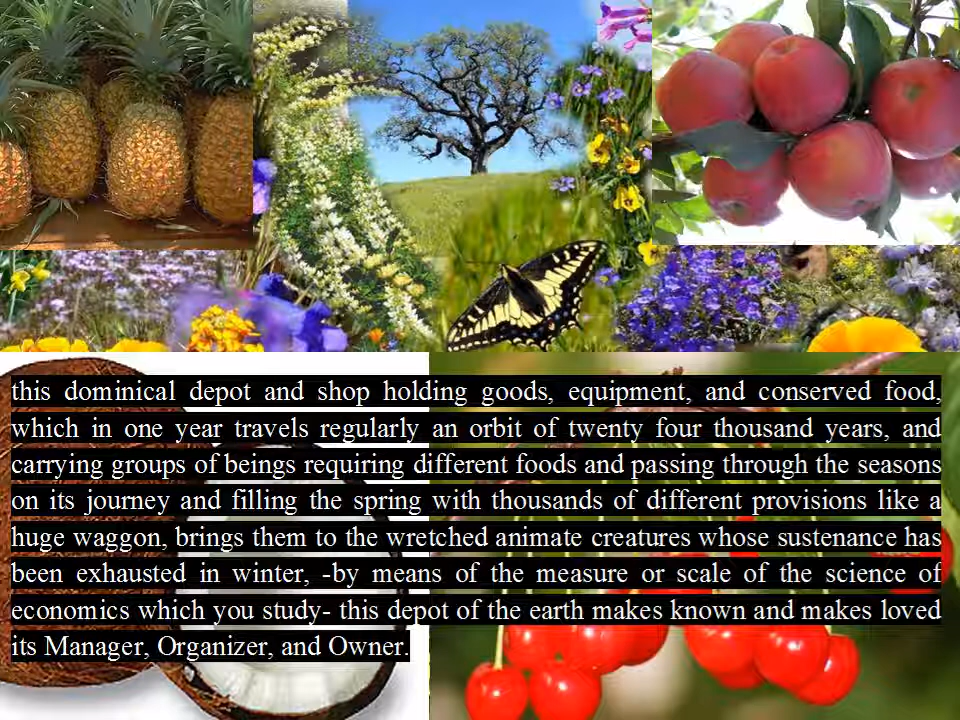 this dominical depot and shop holding goods, equipment, and conserved food,
which in one year travels regularly an orbit of twenty four thousand years, and
carrying groups of beings requiring different foods and passing through the seasons
on its journey and filling the spring with thousands of different provisions like a
huge waggon, brings them to the wretched animate creatures whose sustenance has
been exhausted in winter, -by means of the measure or scale of the science of
economics which you study- this depot of the earth makes known and makes loved
its Manager, Organizer, and Owner.